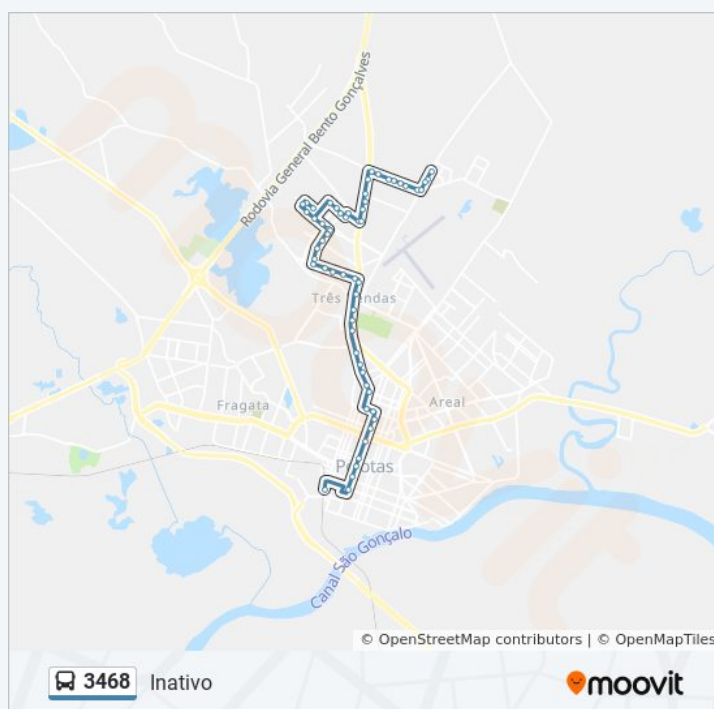 Rodovia General Bento Gonçalves
Três Vendas
Fragata
Areal
Pelotas
Canal São Gonçalo
© OpenStreetMap contributors | © OpenMapTiles
3468 Inativo
moovit